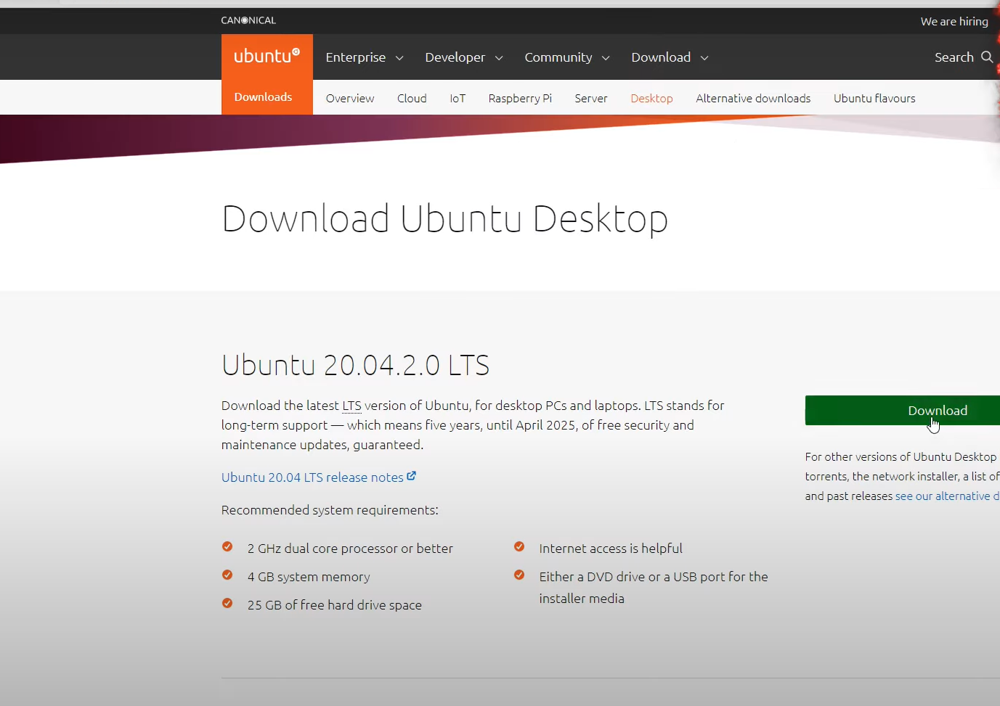 CANONICAL
We are hiring
ubuntu
Enterprise
Developer
Community
Download
Search
Downloads
Overview
Cloud
IoT
Raspberry Pi
Server
Desktop
Alternative downloads
Ubuntu flavours
Download Ubuntu Desktop
Ubuntu 20.04.2.0 LTS
Download the latest LTS version of Ubuntu, for desktop PCs and laptops. LTS stands for
long-term support — which means five years, until April 2025, of free security and
maintenance updates, guaranteed.
Ubuntu 20.04 LTS release notes
Recommended system requirements:
2 GHz dual core processor or better
4 GB system memory
25 GB of free hard drive space
Internet access is helpful
Either a DVD drive or a USB port for the
installer media
Download
For other versions of Ubuntu Desktop
torrents, the network installer, a list of
and past releases see our alternative d